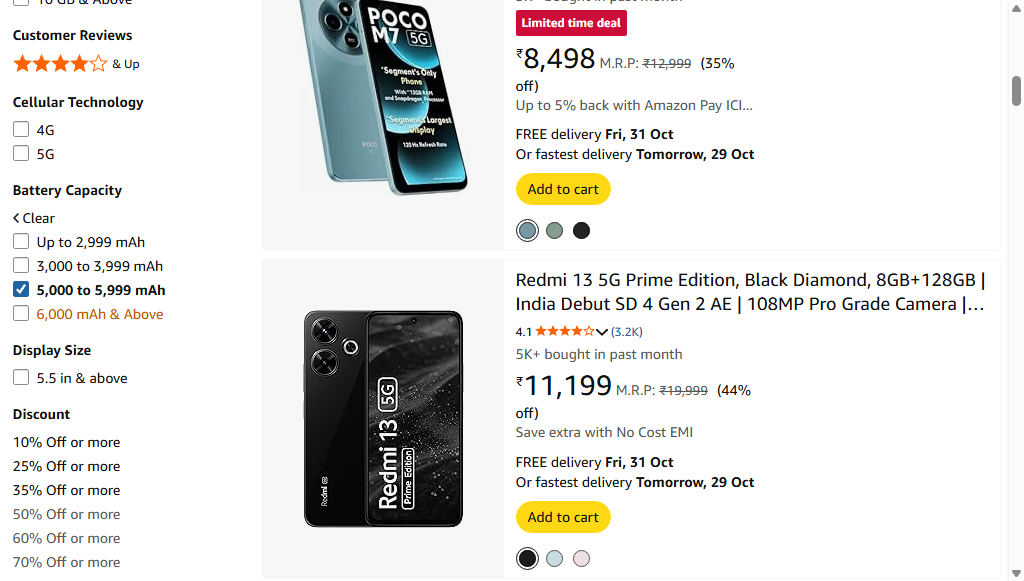 10 GB & Above
Customer Reviews
& Up
Cellular Technology
4G
5G
Battery Capacity
Clear
Up to 2,999 mAh
3,000 to 3,999 mAh
5,000 to 5,999 mAh
6,000 mAh & Above
Display Size
5.5 in & above
Discount
10% Off or more
25% Off or more
35% Off or more
50% Off or more
60% Off or more
70% Off or more
POCO
M7 5G
"Segment's Only
Phone
With "12GB RAM5
and Snapdragon Processor
"Segment's Largest
Display
120 Hz Refresh Rate
POCO
bought in past month
Limited time deal
₹8,498 M.R.P: ₹12,999 (35%
off)
Up to 5% back with Amazon Pay ICI…
FREE delivery Fri, 31 Oct
Or fastest delivery Tomorrow, 29 Oct
Add to cart
Redmi 13 5G
Prime Edition
Redmi
Redmi 13 5G Prime Edition, Black Diamond, 8GB+128GB |
India Debut SD 4 Gen 2 AE | 108MP Pro Grade Camera |…
4.1 (3.2K)
5K+ bought in past month
₹11,199 M.R.P: ₹19,999 (44%
off)
Save extra with No Cost EMI
FREE delivery Fri, 31 Oct
Or fastest delivery Tomorrow, 29 Oct
Add to cart